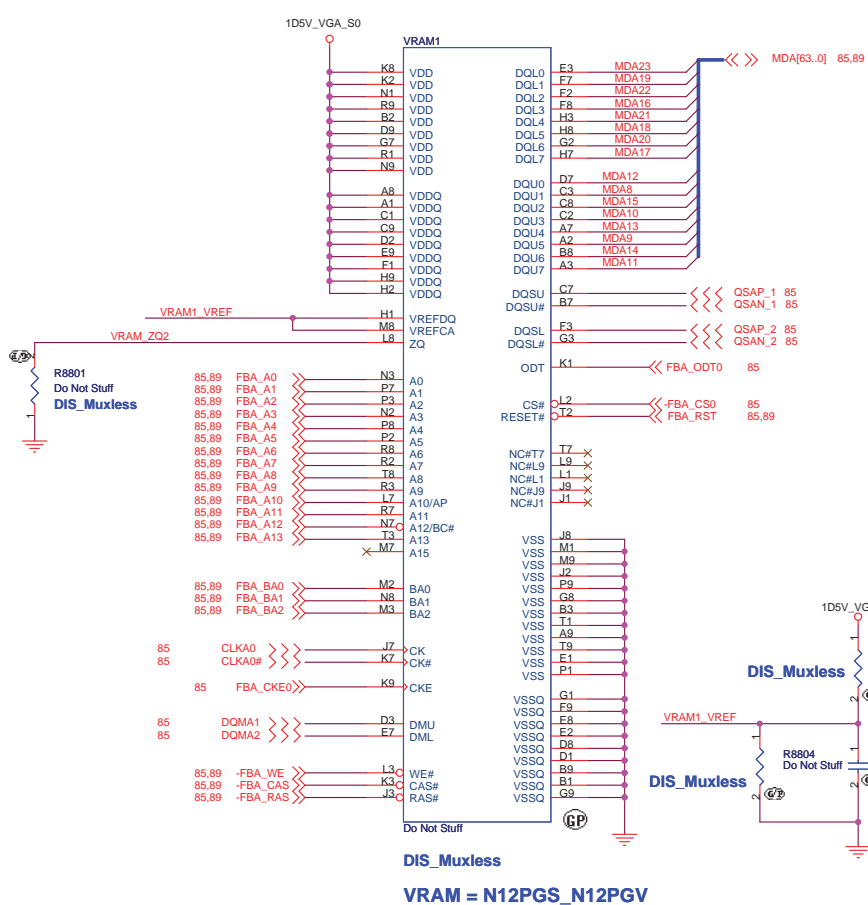 1D5V_VGA_S0
VRAM1
K8 VDD
K2 VDD
N1 VDD
R9 VDD
B2 VDD
D9 VDD
G7 VDD
R1 VDD
N9 VDD
A8 VDDQ
A1 VDDQ
C1 VDDQ
C9 VDDQ
D2 VDDQ
E9 VDDQ
F1 VDDQ
H9 VDDQ
H2 VDDQ
VRAM1_VREF H1 VREFDQ
M8 VREFCA
VRAM_ZQ2 L8 ZQ
2
R8801
Do Not Stuff
DIS_Muxless
1
85,89 FBA_A0 N3 A0
85,89 FBA_A1 P7 A1
85,89 FBA_A2 P3 A2
85,89 FBA_A3 N2 A3
85,89 FBA_A4 P8 A4
85,89 FBA_A5 P2 A5
85,89 FBA_A6 R8 A6
85,89 FBA_A7 R2 A7
85,89 FBA_A8 T8 A8
85,89 FBA_A9 R3 A9
85,89 FBA_A10 L7 A10/AP
85,89 FBA_A11 R7 A11
85,89 FBA_A12 N7 A12/BC#
85,89 FBA_A13 T3 A13
M7 A15
85,89 FBA_BA0 M2 BA0
85,89 FBA_BA1 N8 BA1
85,89 FBA_BA2 M3 BA2
85 CLKA0 J7 CK
85 CLKA0# K7 CK#
85 FBA_CKE0 K9 CKE
85 DQMA1 D3 DMU
85 DQMA2 E7 DML
85,89 -FBA_WE L3 WE#
85,89 -FBA_CAS K3 CAS#
85,89 -FBA_RAS J3 RAS#
DQL0 E3 MDA23
DQL1 F7 MDA19
DQL2 F2 MDA22
DQL3 F8 MDA16
DQL4 H3 MDA21
DQL5 H8 MDA18
DQL6 G2 MDA20
DQL7 H7 MDA17
MDA[63..0] 85,89
DQU0 D7 MDA12
DQU1 C3 MDA8
DQU2 C8 MDA15
DQU3 C2 MDA10
DQU4 A7 MDA13
DQU5 A2 MDA9
DQU6 B8 MDA14
DQU7 A3 MDA11
DQSU C7 QSAP_1 85
DQSU# B7 QSAN_1 85
DQSL F3 QSAP_2 85
DQSL# G3 QSAN_2 85
ODT K1 FBA_ODT0 85
CS# L2 -FBA_CS0 85
RESET# T2 FBA_RST 85,89
NC#T7 T7
NC#L9 L9
NC#L1 L1
NC#J9 J9
NC#J1 J1
VSS J8
VSS M1
VSS M9
VSS J2
VSS P9
VSS G8
VSS B3
VSS T1
VSS A9
VSS T9
VSS E1
VSS P1
VSSQ G1
VSSQ F9
VSSQ E8
VSSQ E2
VSSQ D8
VSSQ D1
VSSQ B9
VSSQ B1
VSSQ G9
GP
Do Not Stuff
DIS_Muxless
VRAM = N12PGS_N12PGV
1D5V_VG
1
DIS_Muxless
2
VRAM1_VREF
1
R8804
Do Not Stuff
DIS_Muxless
2
1
2